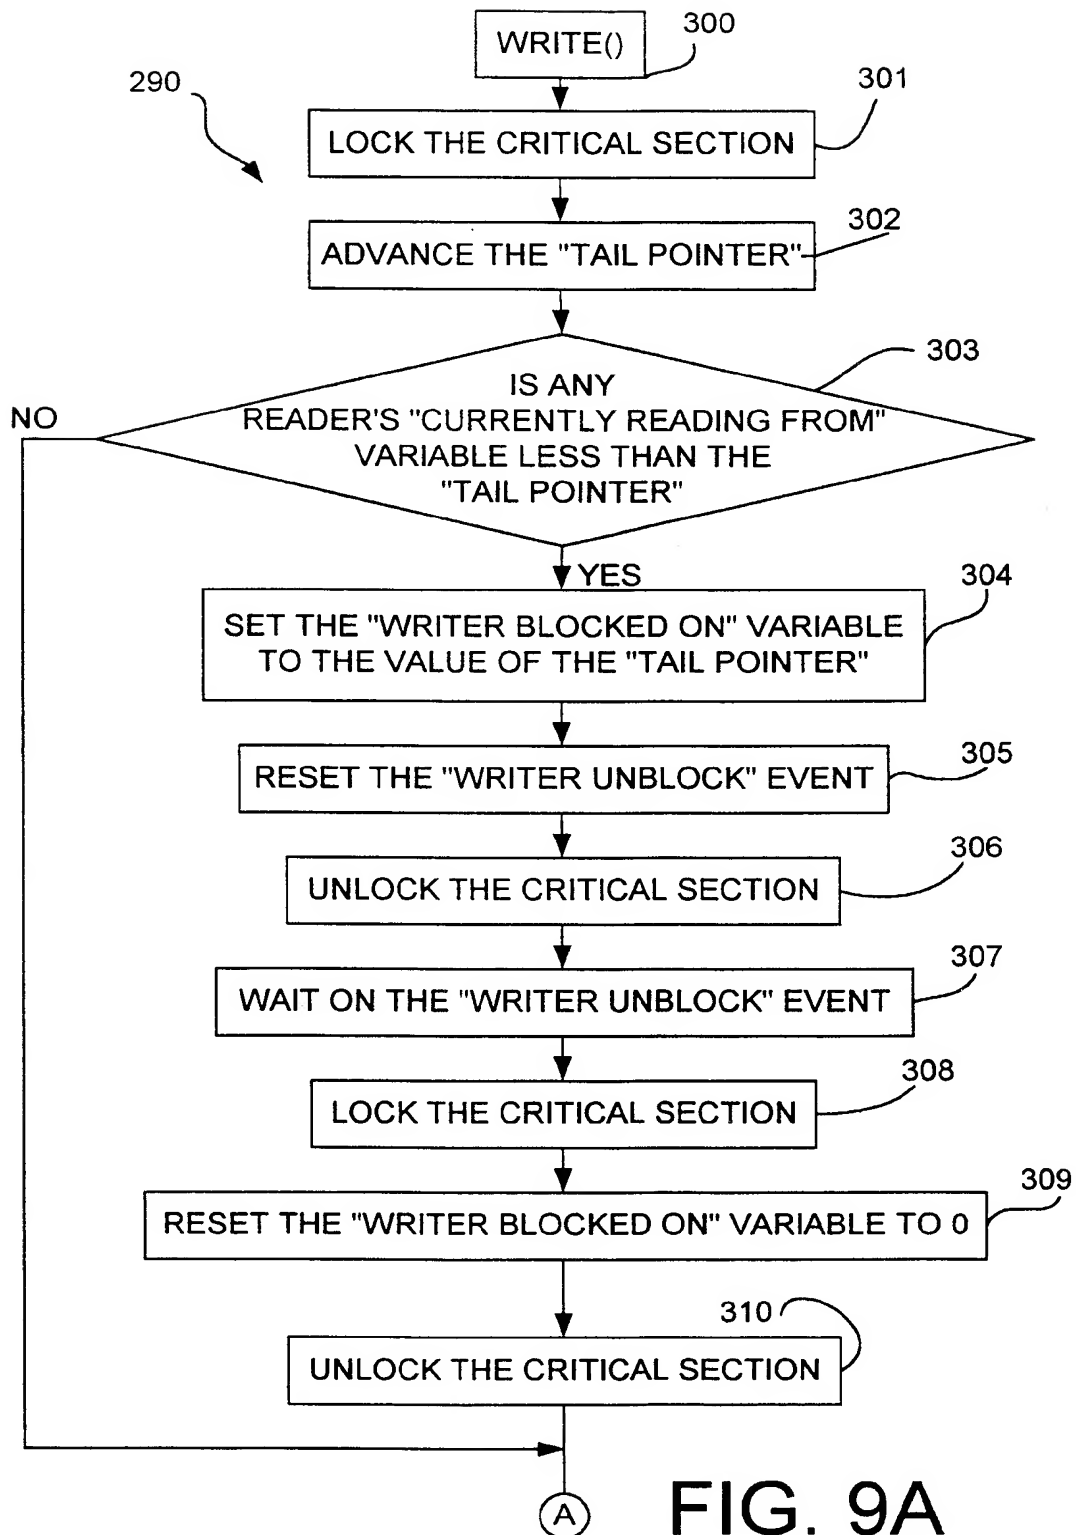 WRITE()
300
290
301
LOCK THE CRITICAL SECTION
302
ADVANCE THE "TAIL POINTER"
303
IS ANY
NO
READER'S "CURRENTLY READING FROM"
VARIABLE LESS THAN THE
"TAIL POINTER"
YES
304
SET THE "WRITER BLOCKED ON" VARIABLE
TO THE VALUE OF THE "TAIL POINTER"
305
RESET THE "WRITER UNBLOCK" EVENT
306
UNLOCK THE CRITICAL SECTION
307
WAIT ON THE "WRITER UNBLOCK" EVENT
308
LOCK THE CRITICAL SECTION
309
RESET THE "WRITER BLOCKED ON" VARIABLE TO 0
310
UNLOCK THE CRITICAL SECTION
A
FIG. 9A